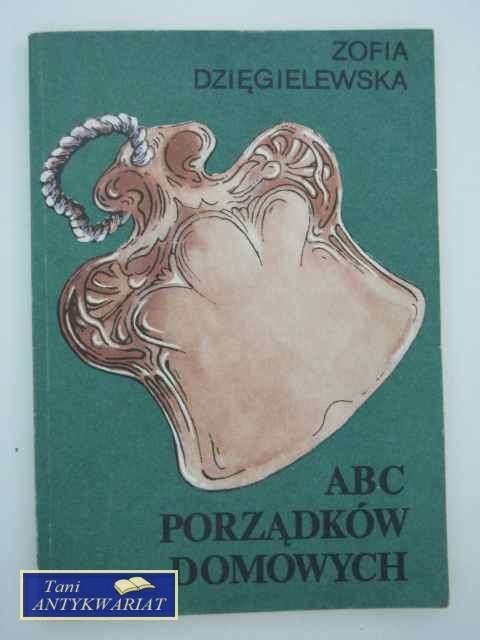 ZOFIA
DZIĘGIELEWSKA
ABC
PORZĄDKÓW
DOMOWYCH
Tani
ANTYKWARIAT